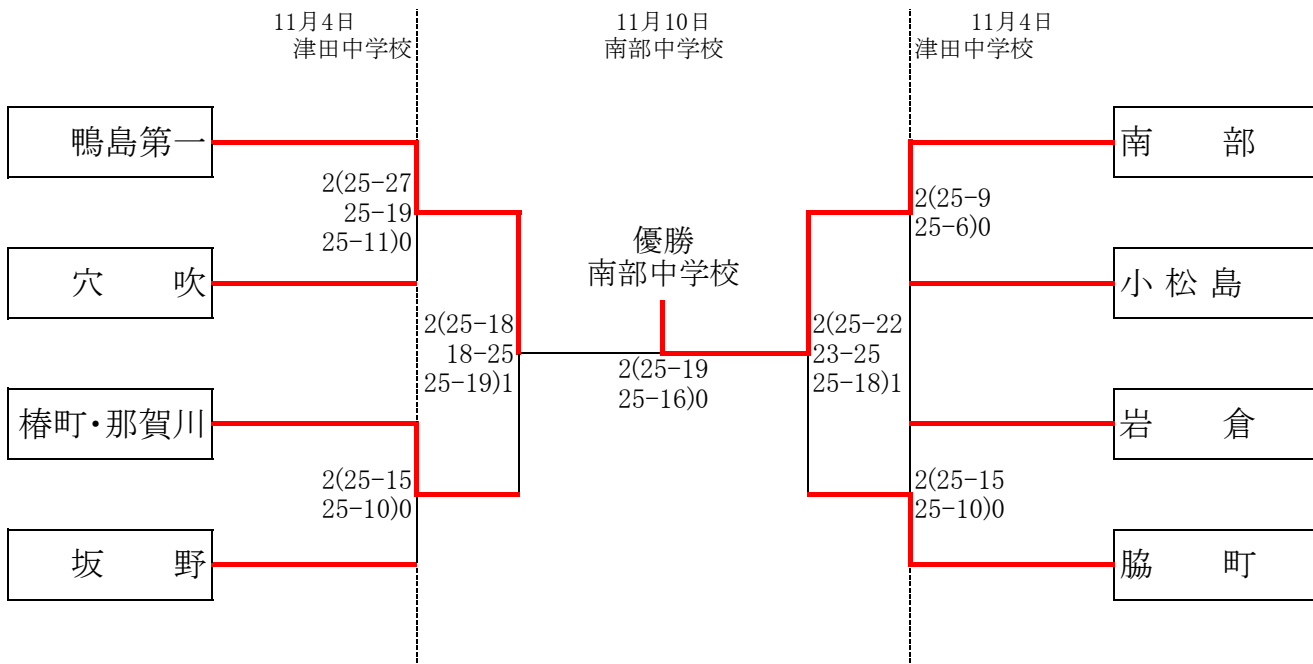 11月4日
津田中学校
11月10日
南部中学校
11月4日
津田中学校
鴨島第一
穴 吹
椿町・那賀川
坂 野
2(25-27
25-19
25-11)0
2(25-15
25-10)0
2(25-18
18-25
25-19)1
優勝
南部中学校
2(25-19
25-16)0
2(25-22
23-25
25-18)1
2(25-9
25-6)0
2(25-15
25-10)0
南 部
小 松 島
岩 倉
脇 町